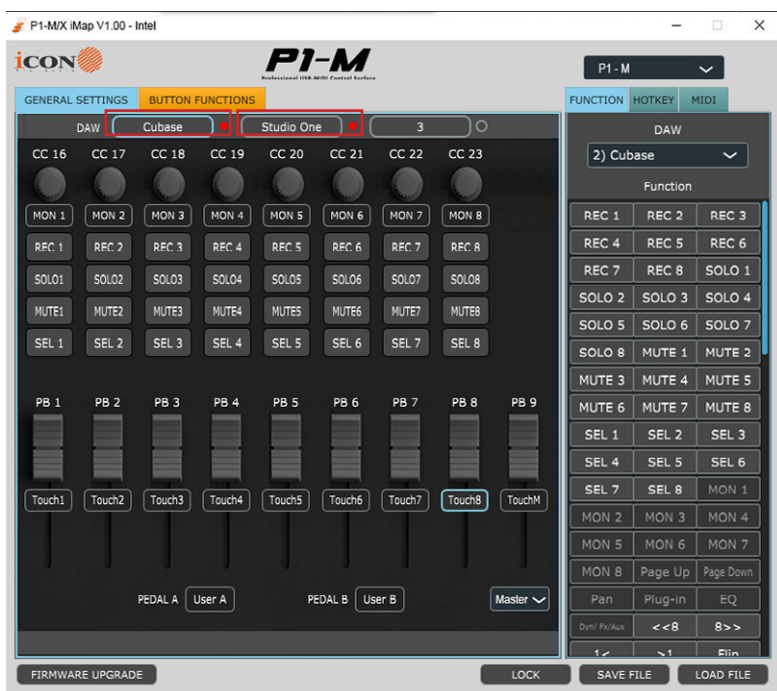 P1-M/X iMap V1.00 - Intel
icon
P1-M
Professional USB-MIDI Control Surface
P1 - M
GENERAL SETTINGS BUTTON FUNCTIONS
FUNCTION HOTKEY MIDI
DAW Cubase Studio One 3
DAW
2) Cubase
Function
CC 16 CC 17 CC 18 CC 19 CC 20 CC 21 CC 22 CC 23
MON 1 MON 2 MON 3 MON 4 MON 5 MON 6 MON 7 MON 8
REC 1 REC 2 REC 3 REC 4 REC 5 REC 6 REC 7 REC 8
SOLO1 SOLO2 SOLO3 SOLO4 SOLO5 SOLO6 SOLO7 SOLO8
MUTE1 MUTE2 MUTE3 MUTE4 MUTE5 MUTE6 MUTE7 MUTE8
SEL 1 SEL 2 SEL 3 SEL 4 SEL 5 SEL 6 SEL 7 SEL 8
PB 1 PB 2 PB 3 PB 4 PB 5 PB 6 PB 7 PB 8 PB 9
Touch1 Touch2 Touch3 Touch4 Touch5 Touch6 Touch7 Touch8 TouchM
PEDAL A User A PEDAL B User B Master
REC 1 REC 2 REC 3
REC 4 REC 5 REC 6
REC 7 REC 8 SOLO 1
SOLO 2 SOLO 3 SOLO 4
SOLO 5 SOLO 6 SOLO 7
SOLO 8 MUTE 1 MUTE 2
MUTE 3 MUTE 4 MUTE 5
MUTE 6 MUTE 7 MUTE 8
SEL 1 SEL 2 SEL 3
SEL 4 SEL 5 SEL 6
SEL 7 SEL 8 MON 1
MON 2 MON 3 MON 4
MON 5 MON 6 MON 7
MON 8 Page Up Page Down
Pan Plug-in EQ
Dyn/ Fx/Aux <<8 8>>
1< >1 Flip
FIRMWARE UPGRADE LOCK SAVE FILE LOAD FILE